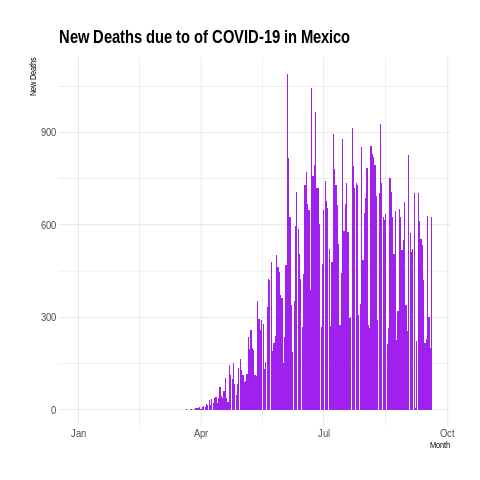 New Deaths due to of COVID-19 in Mexico
New Deaths
900
600
300
0
Jan Apr Jul Oct
Month